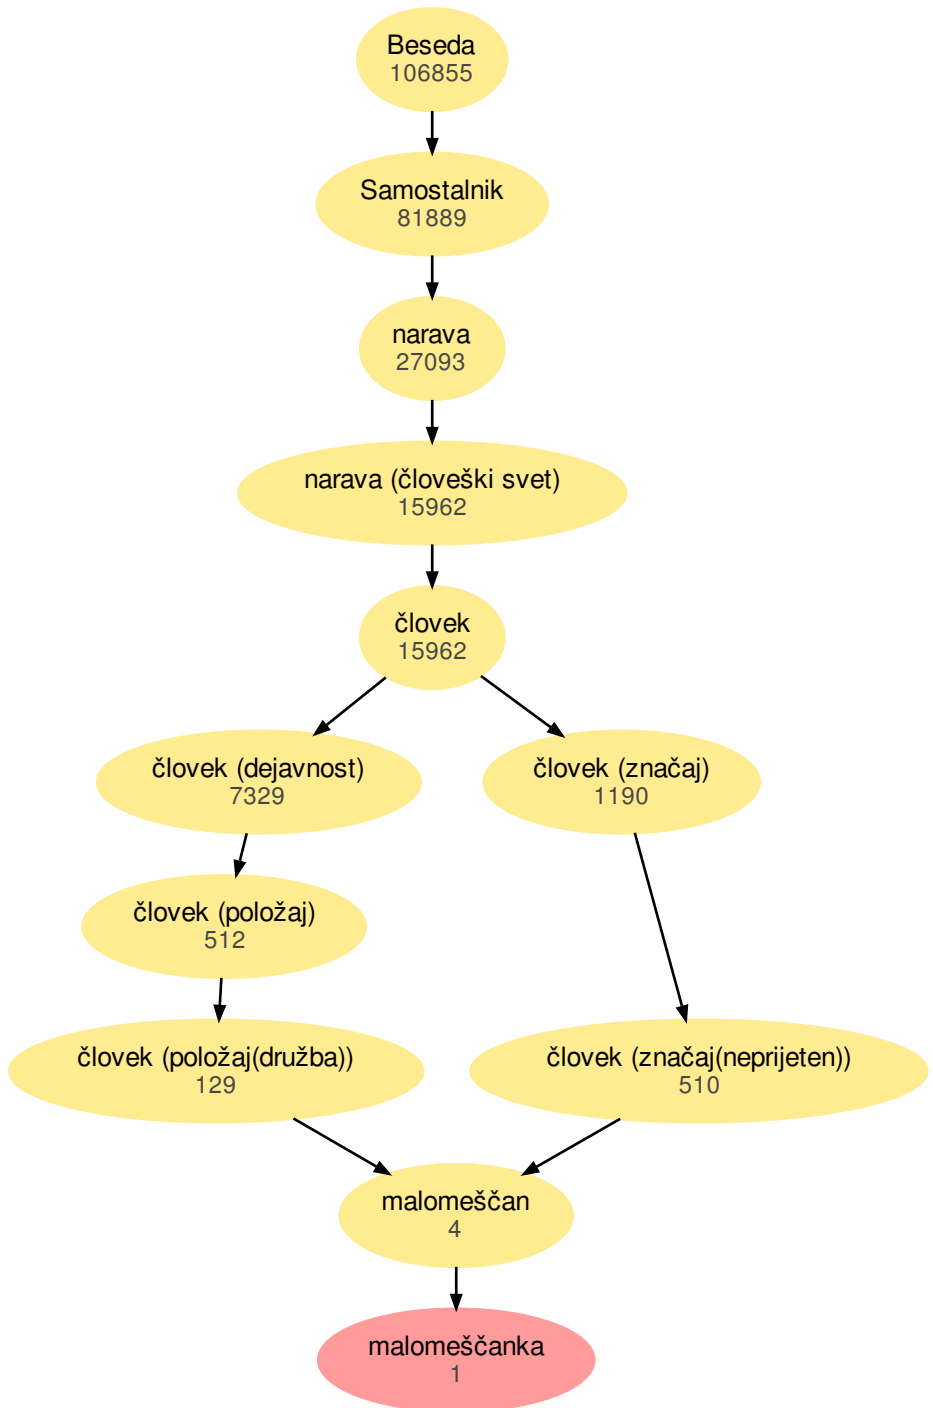 Beseda
106855
Samostalnik
81889
narava
27093
narava (človeški svet)
15962
človek
15962
človek (dejavnost)
7329
človek (značaj)
1190
človek (položaj)
512
človek (položaj(družba))
129
človek (značaj(neprijeten))
510
malomeščan
4
malomeščanka
1